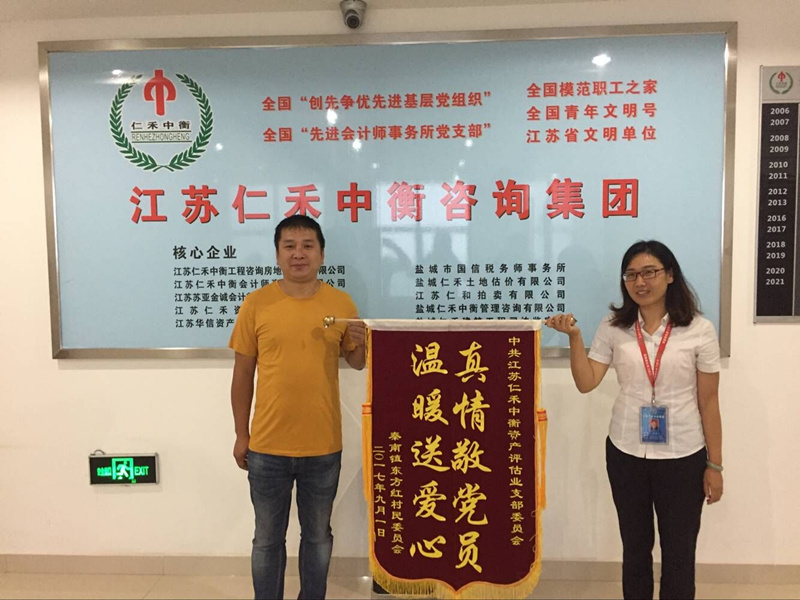 仁禾中衡
RENHEZHONGHENG
全国“创先争优先进基层党组织”
全国“先进会计师事务所党支部”
全国模范职工之家
全国青年文明号
江苏省文明单位
江苏仁禾中衡咨询集团
核心企业
江苏仁禾中衡工程咨询房地 限公司
江苏仁禾中衡会计师 有限公司
江苏苏亚金诚会计
江苏仁禾资
江苏华信资产
盐城市国信税务师事务所
盐城仁禾土地估价有限公司
江苏仁和拍卖有限公司
盐城仁禾中衡管理咨询有限公司
中共江苏仁禾中衡资产评估业支部委员会
真情敬党员
温暖送爱心
秦南镇东方红村民委员会
二〇一七年九月一日
EXIT
2006
2007
2008
2009
2010
2011
2012
2013
2016
2017
2018
2019
2020
2021